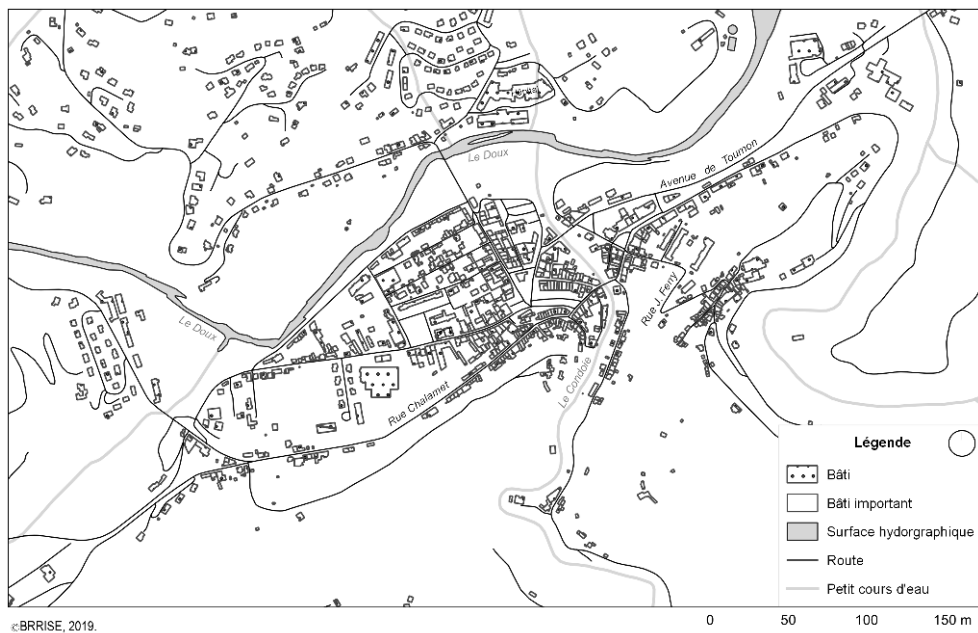 Le Doux
Avenue de Tournon
Le Doux
Rue J. Ferry
Le Condoie
Rue Chalamet
Légende
Bâti
Bâti important
Surface hydorgraphique
Route
Petit cours d'eau
0 50 100 150 m
©BRRISE, 2019.